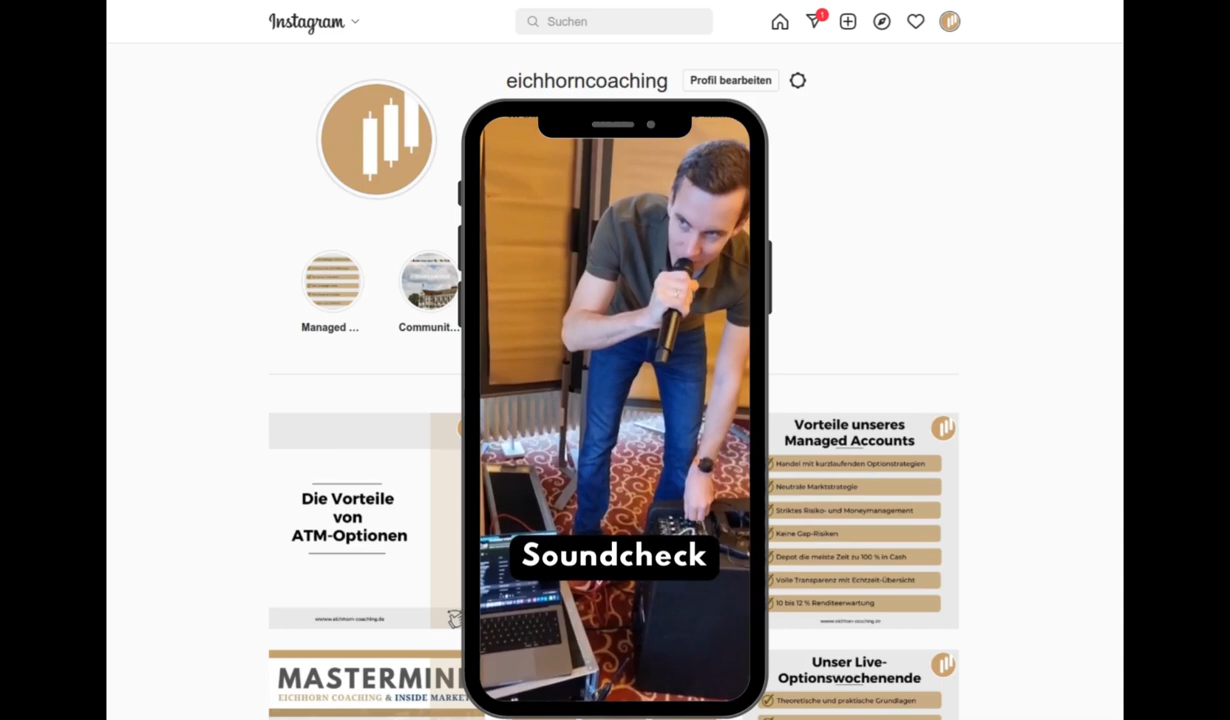 Instagram
Suchen
1
eichhorncoaching
Profil bearbeiten
Managed ...
Communit...
Soundcheck
Die Vorteile
von
ATM-Optionen
www.eichhorn-coaching.de
Vorteile unseres
Managed Accounts
Handel mit kurzlaufenden Optionstrategien
Neutrale Marktstrategie
Striktes Risiko- und Moneymanagement
Keine Gap-Risiken
Depot die meiste Zeit zu 100 % in Cash
Volle Transparenz mit Echtzeit-Übersicht
10 bis 12 % Renditeerwartung
www.eichhorn-coaching.de
MASTERMIN
EICHHORN COACHING & INSIDE MARKE
Unser Live-
Optionswochenende
Theoretische und praktische Grundlagen